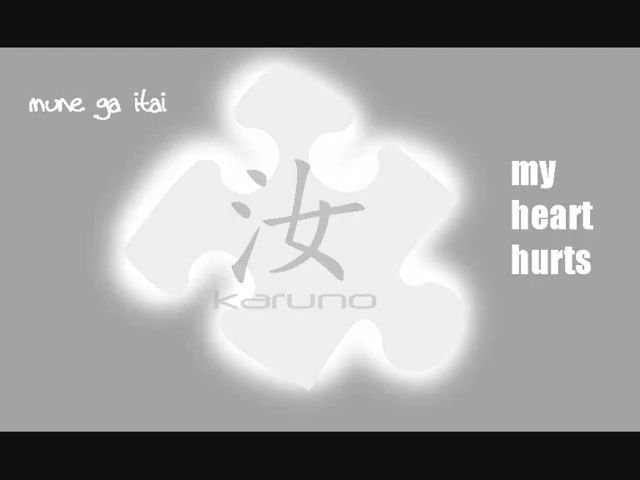 mune ga itai
汝
karuno
my
heart
hurts